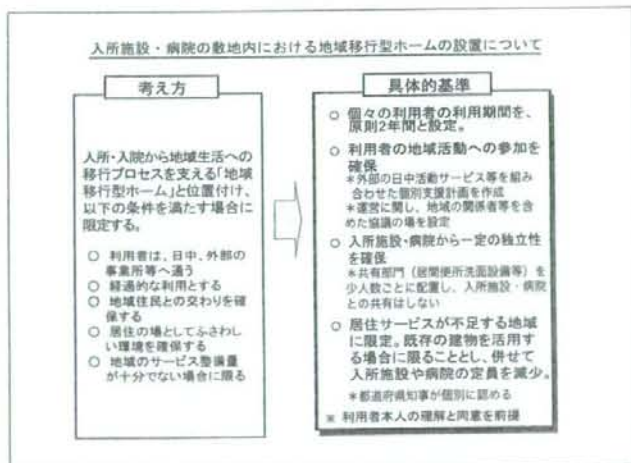 入所施設・病院の敷地内における地域移行型ホームの設置について
考え方
入所・入院から地域生活への
移行プロセスを支える「地域
移行型ホーム」と位置付け、
以下の条件を満たす場合に
限定する。
○ 利用者は、日中、外部の
事業所等へ通う
○ 経過的な利用とする
○ 地域住民との交わりを確
保する
○ 居住の場としてふさわし
い環境を確保する
○ 地域のサービス整備量
が十分でない場合に限る
具体的基準
○ 個々の利用者の利用期間を、
原則2年間と設定。
○ 利用者の地域活動への参加を
確保
＊外部の日中活動サービス等を組み
合わせた個別支援計画を作成
＊運営に関し、地域の関係者等を含
めた協議の場を設定
○ 入所施設・病院から一定の独立性
を確保
＊共有部門（居間便所洗面設備等）を
少人数ごとに配置し、入所施設・病院
との共有はしない
○ 居住サービスが不足する地域
に限定。既存の建物を活用す
る場合に限ることとし、併せて
入所施設や病院の定員を減少。
＊都道府県知事が個別に認める
※ 利用者本人の理解と同意を前提